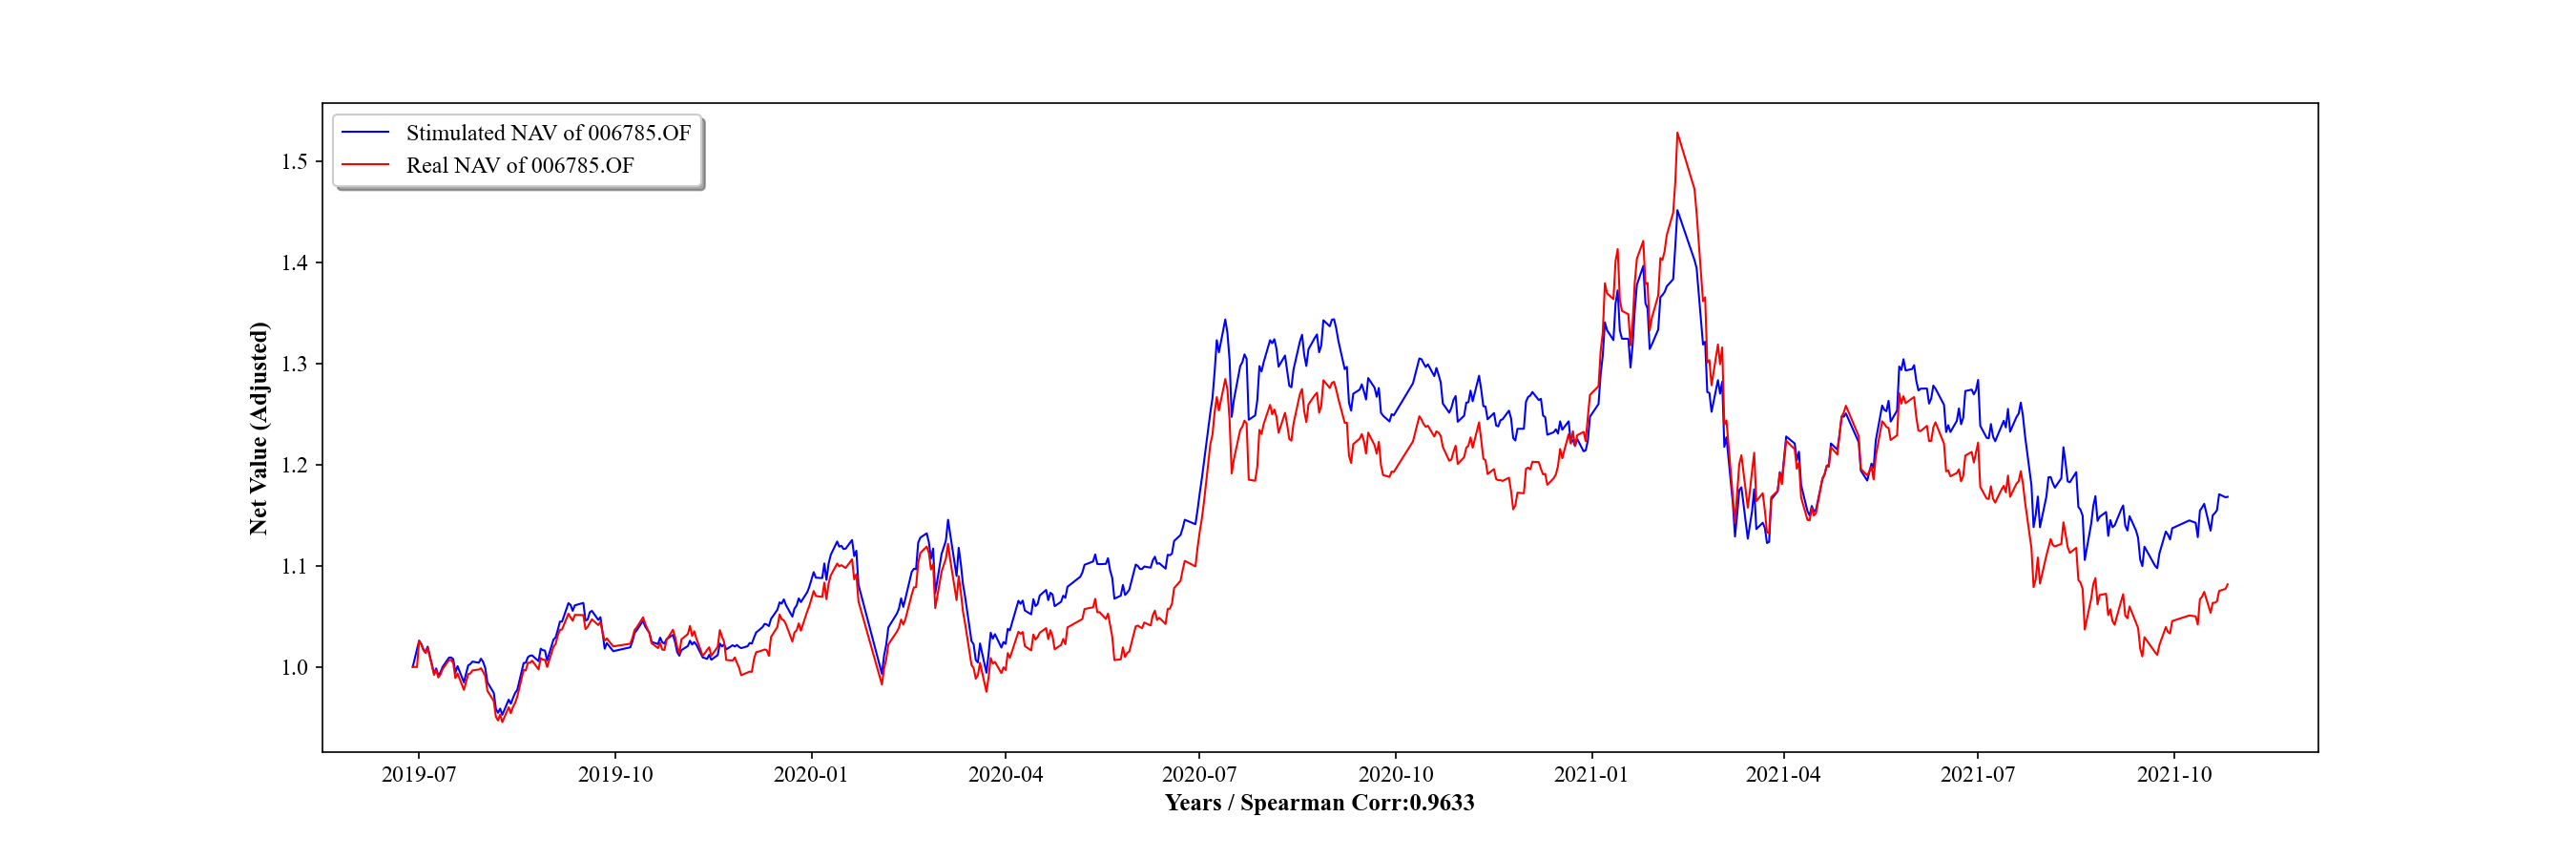 Stimulated NAV of 006785.OF
Real NAV of 006785.OF
1.5
1.4
1.3
1.2
1.1
1.0
Net Value (Adjusted)
2019-07 2019-10 2020-01 2020-04 2020-07 2020-10 2021-01 2021-04 2021-07 2021-10
Years / Spearman Corr:0.9633